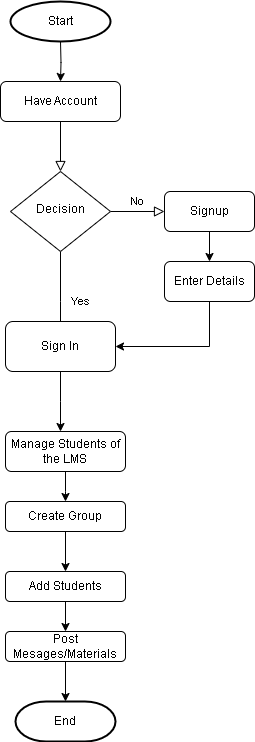 Start
Have Account
Decision
No
Signup
Enter Details
Yes
Sign In
Manage Students of
the LMS
Create Group
Add Students
Post
Mesages/Materials
End